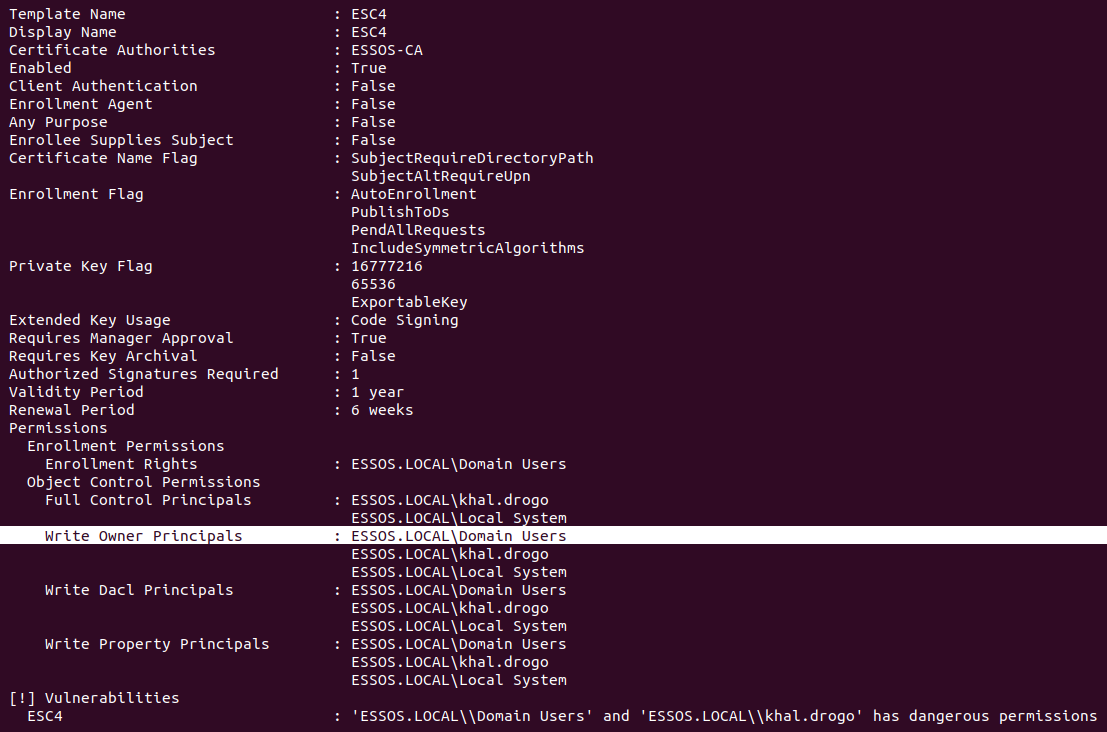 Template Name : ESC4
Display Name : ESC4
Certificate Authorities : ESSOS-CA
Enabled : True
Client Authentication : False
Enrollment Agent : False
Any Purpose : False
Enrollee Supplies Subject : False
Certificate Name Flag : SubjectRequireDirectoryPath
SubjectAltRequireUpn
Enrollment Flag : AutoEnrollment
PublishToDs
PendAllRequests
IncludeSymmetricAlgorithms
Private Key Flag : 16777216
65536
ExportableKey
Extended Key Usage : Code Signing
Requires Manager Approval : True
Requires Key Archival : False
Authorized Signatures Required : 1
Validity Period : 1 year
Renewal Period : 6 weeks
Permissions
Enrollment Permissions
Enrollment Rights : ESSOS.LOCAL\Domain Users
Object Control Permissions
Full Control Principals : ESSOS.LOCAL\khal.drogo
ESSOS.LOCAL\Local System
Write Owner Principals : ESSOS.LOCAL\Domain Users
ESSOS.LOCAL\khal.drogo
ESSOS.LOCAL\Local System
Write Dacl Principals : ESSOS.LOCAL\Domain Users
ESSOS.LOCAL\khal.drogo
ESSOS.LOCAL\Local System
Write Property Principals : ESSOS.LOCAL\Domain Users
ESSOS.LOCAL\khal.drogo
ESSOS.LOCAL\Local System
[!] Vulnerabilities
ESC4 : 'ESSOS.LOCAL\\Domain Users' and 'ESSOS.LOCAL\\khal.drogo' has dangerous permissions